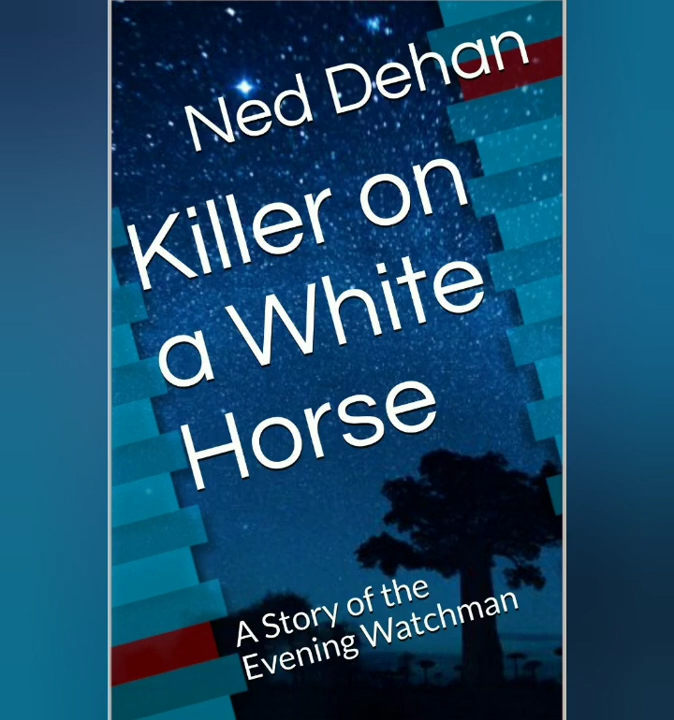 Ned Dehan
Killer on
a White
Horse
A Story of the
Evening Watchman